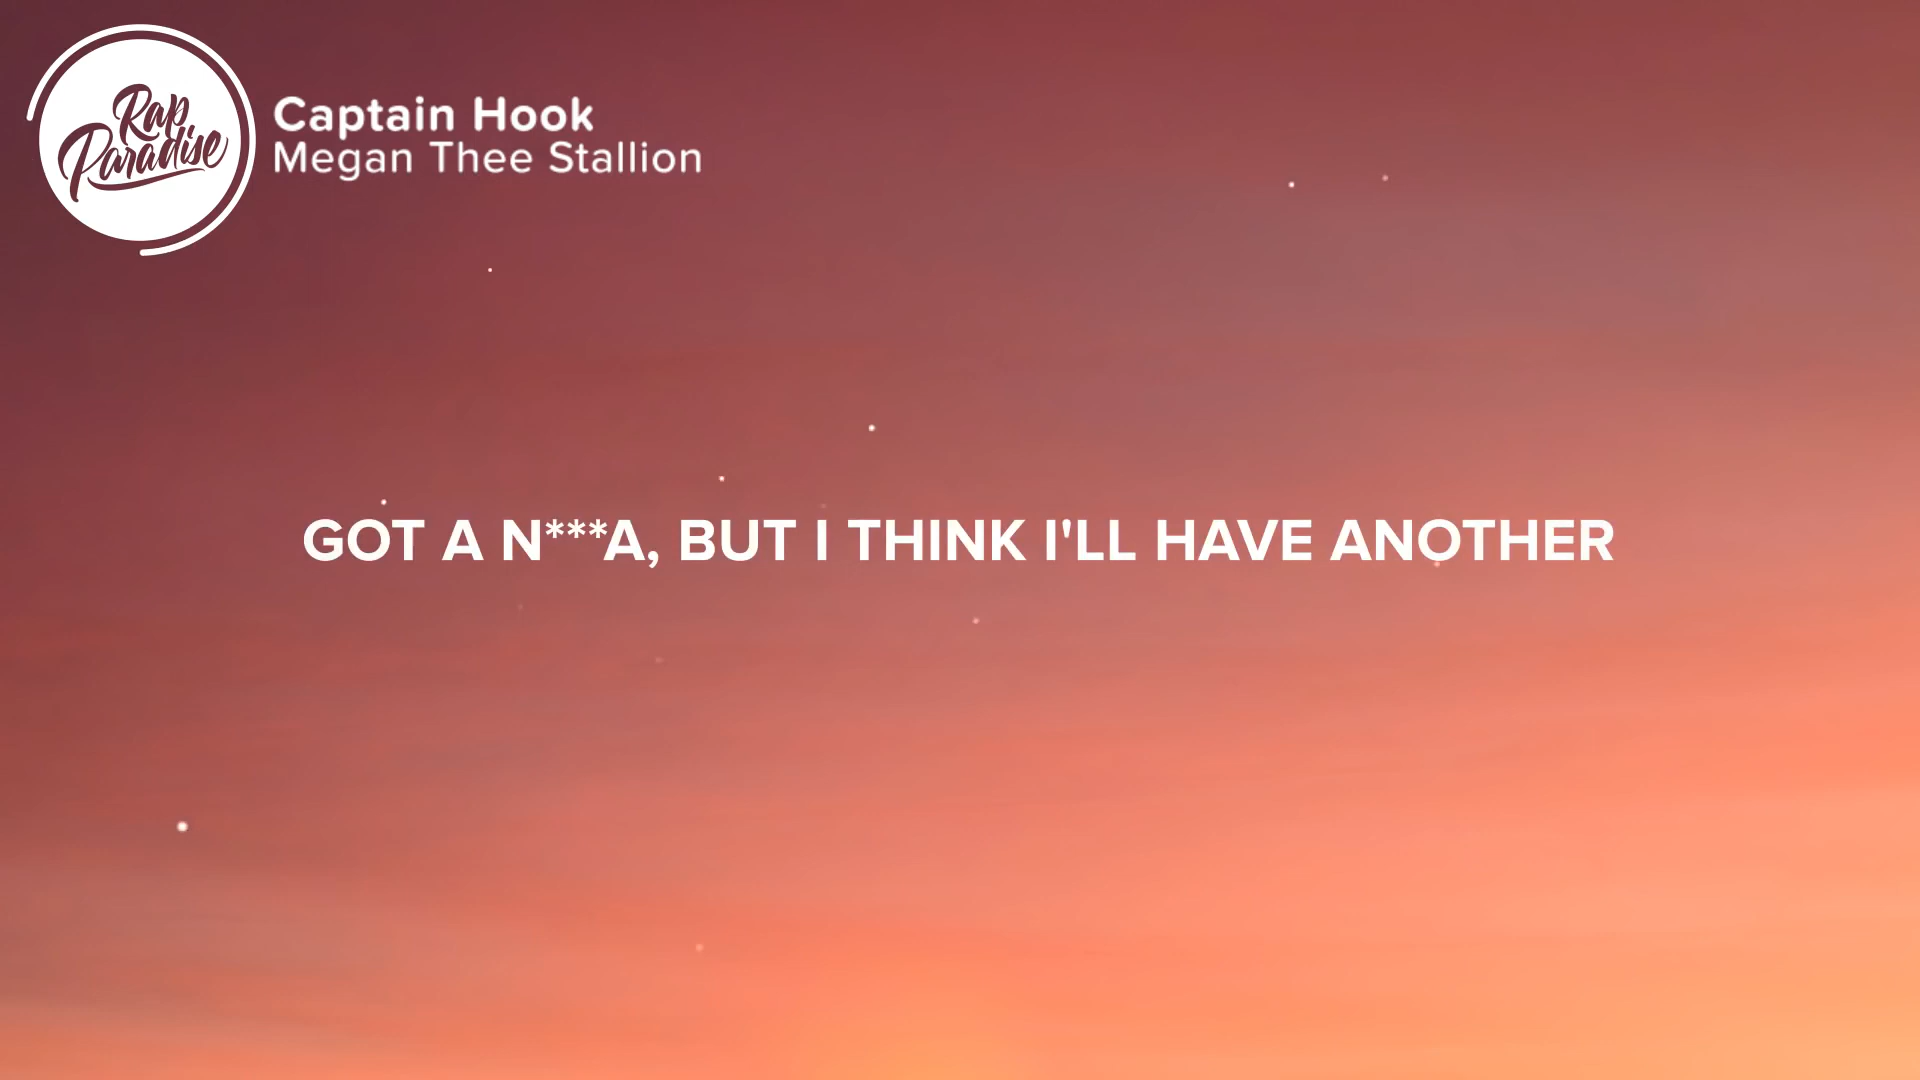 Rap
Paradise
Captain Hook
Megan Thee Stallion
GOT A N***A, BUT I THINK I'LL HAVE ANOTHER